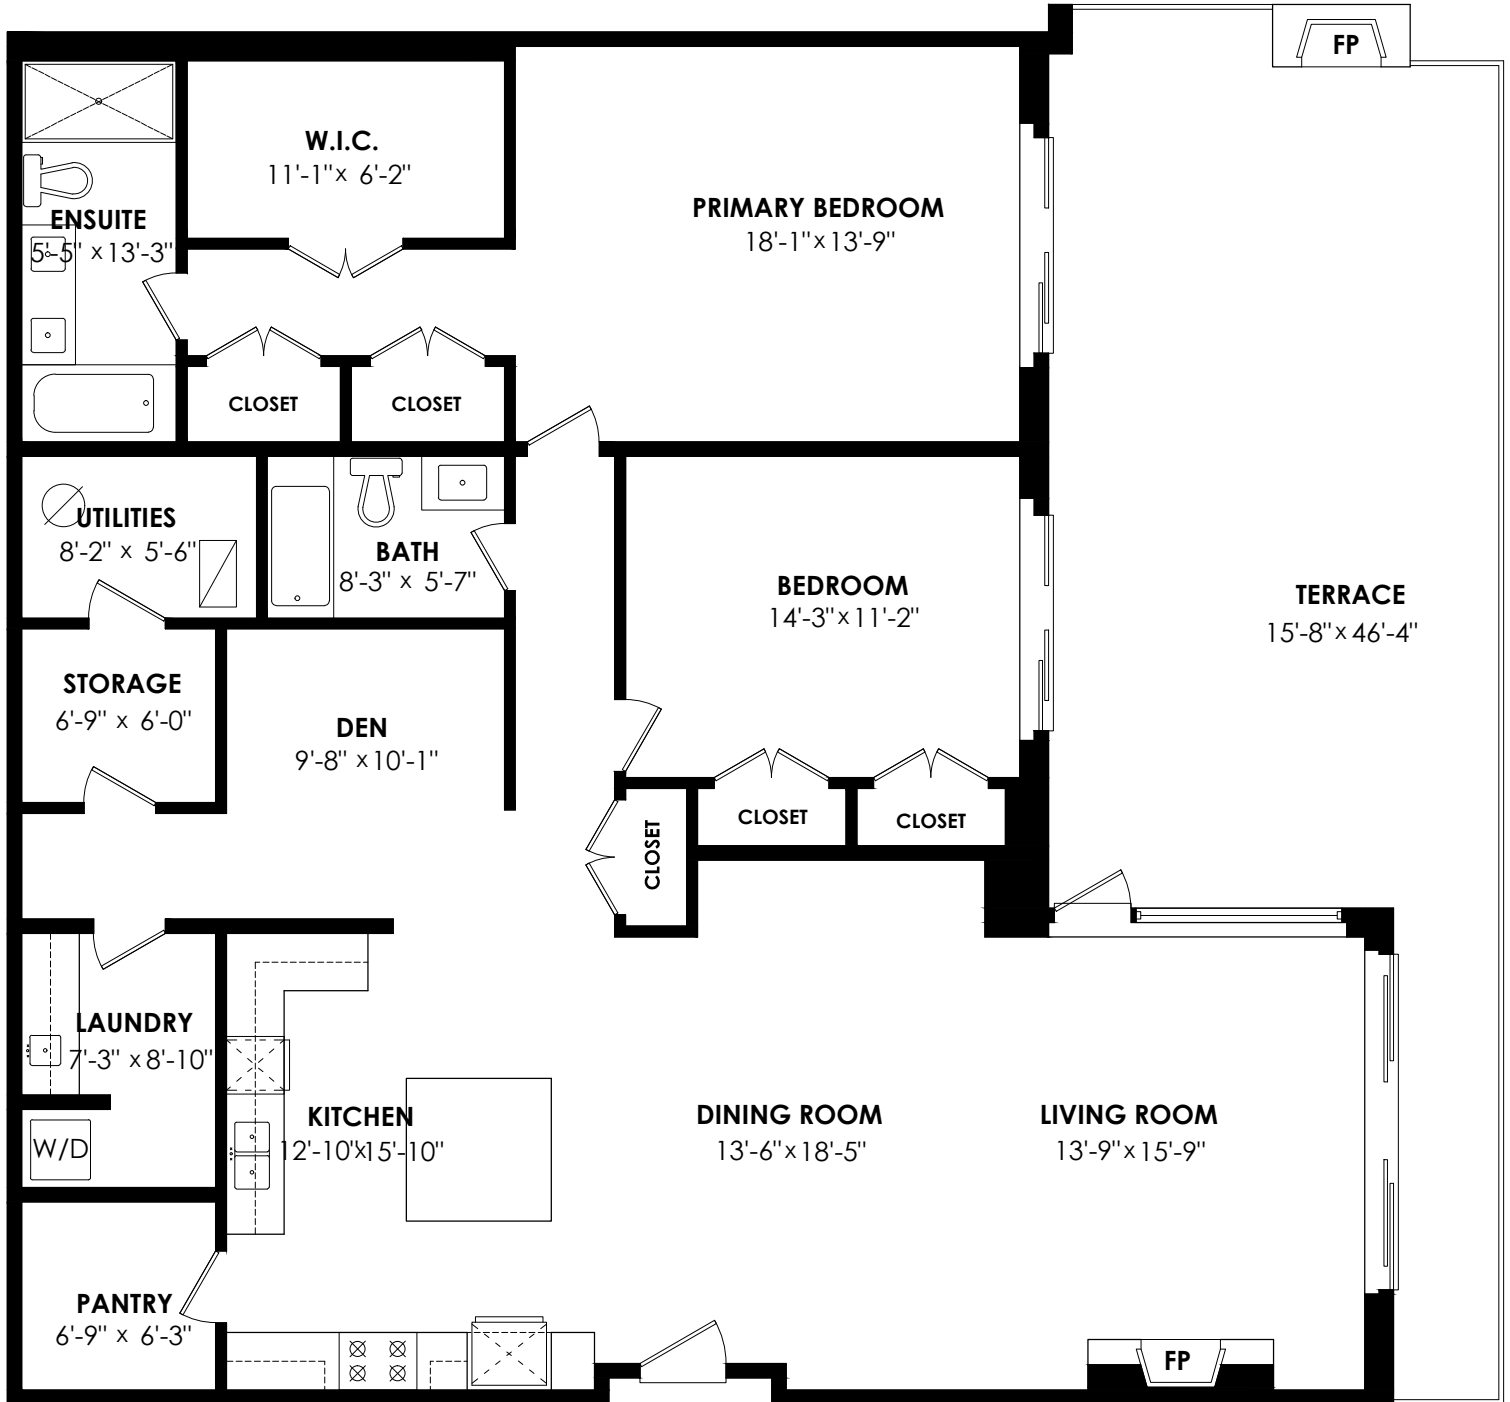 FP
W.I.C.
11'-1" x 6'-2"
ENSUITE
5'-5" x 13'-3"
PRIMARY BEDROOM
18'-1" x 13'-9"
CLOSET
CLOSET
UTILITIES
8'-2" x 5'-6"
BATH
8'-3" x 5'-7"
BEDROOM
14'-3" x 11'-2"
TERRACE
15'-8" x 46'-4"
STORAGE
6'-9" x 6'-0"
DEN
9'-8" x 10'-1"
CLOSET
CLOSET
CLOSET
LAUNDRY
7'-3" x 8'-10"
W/D
KITCHEN
12'-10" x 15'-10"
DINING ROOM
13'-6" x 18'-5"
LIVING ROOM
13'-9" x 15'-9"
PANTRY
6'-9" x 6'-3"
FP